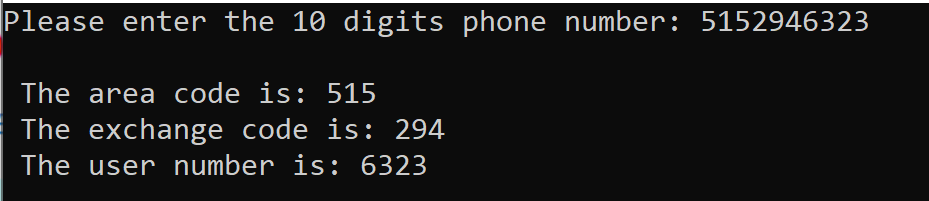 Please enter the 10 digits phone number: 5152946323
The area code is: 515
The exchange code is: 294
The user number is: 6323